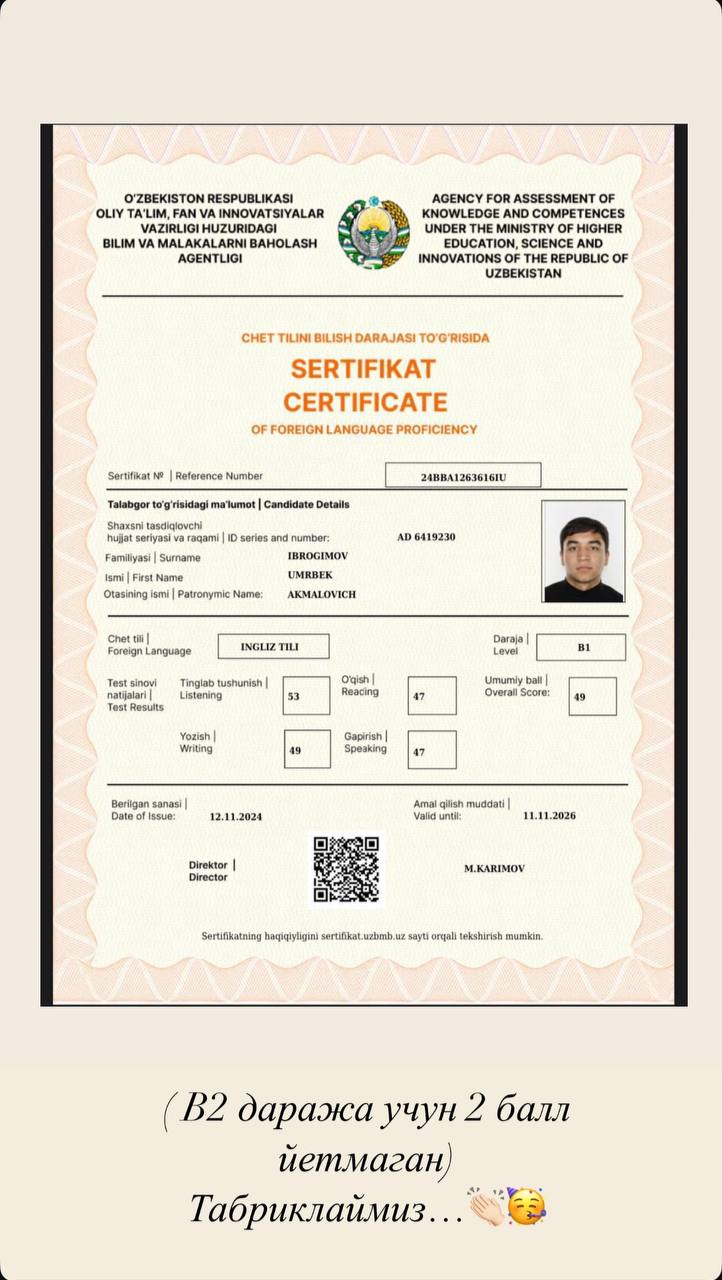 O'ZBEKISTON RESPUBLIKASI
OLIY TA'LIM, FAN VA INNOVATSIYALAR
VAZIRLIGI HUZURIDAGI
BILIM VA MALAKALARNI BAHOLASH
AGENTLIGI
AGENCY FOR ASSESSMENT OF
KNOWLEDGE AND COMPETENCES
UNDER THE MINISTRY OF HIGHER
EDUCATION, SCIENCE AND
INNOVATIONS OF THE REPUBLIC OF
UZBEKISTAN
CHET TILINI BILISH DARAJASI TO'G'RISIDA
SERTIFIKAT
CERTIFICATE
OF FOREIGN LANGUAGE PROFICIENCY
Sertifikat № | Reference Number
24BBA1263616IU
Talabgor to'g'risidagi ma'lumot | Candidate Details
Shaxsni tasdiqlovchi
hujjat seriyasi va raqami | ID series and number:
AD 6419230
Familiyasi | Surname
IBROGIMOV
Ismi | First Name
UMRBEK
Otasining ismi | Patronymic Name:
AKMALOVICH
Chet tili |
Foreign Language
INGLIZ TILI
Daraja |
Level
B1
Test sinovi
natijalari |
Test Results
Tinglab tushunish |
Listening
53
O'qish |
Reading
47
Umumiy ball |
Overall Score:
49
Yozish |
Writing
49
Gapirish |
Speaking
47
Berilgan sanasi |
Date of Issue:
12.11.2024
Amal qilish muddati |
Valid until:
11.11.2026
Direktor |
Director
M.KARIMOV
Sertifikatning haqiqiyligini sertifikat.uzbmb.uz sayti orqali tekshirish mumkin.
( B2 даража учун 2 балл
йетмаган)
Табриклаймиз...👏🏻🥳